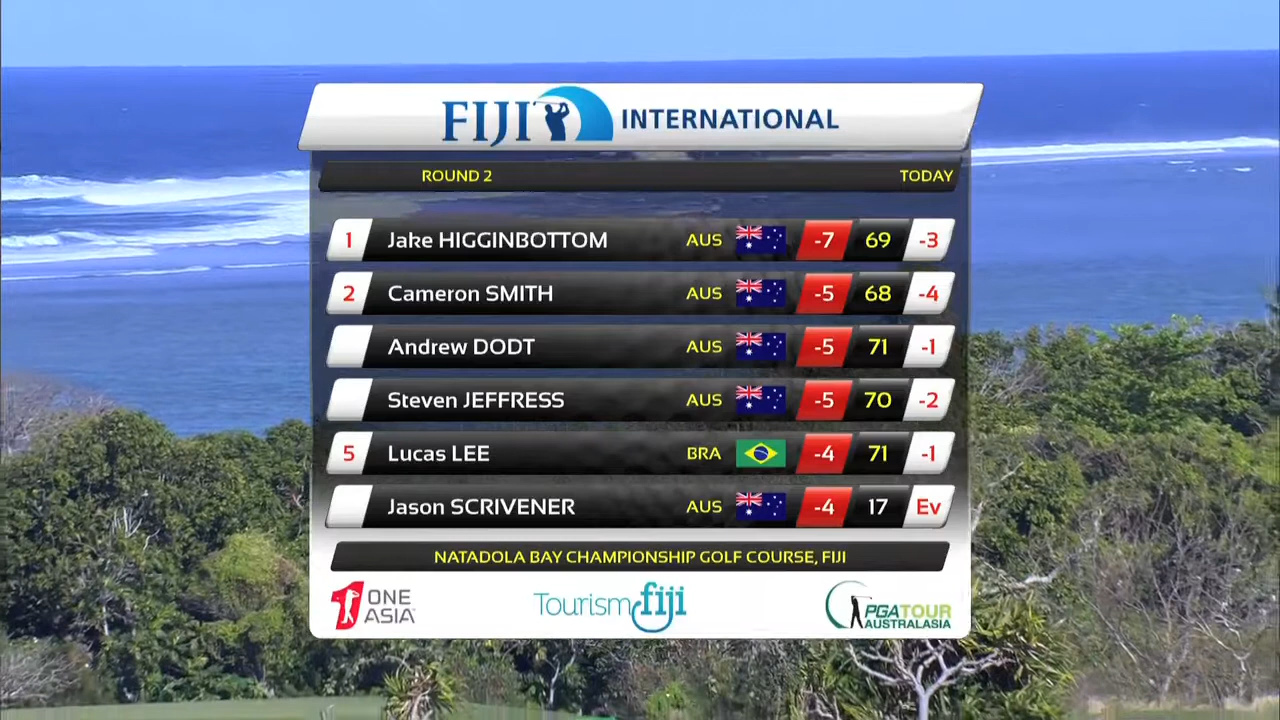 FIJI INTERNATIONAL
ROUND 2 TODAY
1 Jake HIGGINBOTTOM AUS -7 69 -3
2 Cameron SMITH AUS -5 68 -4
Andrew DODT AUS -5 71 -1
Steven JEFFRESS AUS -5 70 -2
5 Lucas LEE BRA -4 71 -1
Jason SCRIVENER AUS -4 17 Ev
NATADOLA BAY CHAMPIONSHIP GOLF COURSE, FIJI
ONE ASIA
Tourism fiji
PGA TOUR AUSTRALASIA